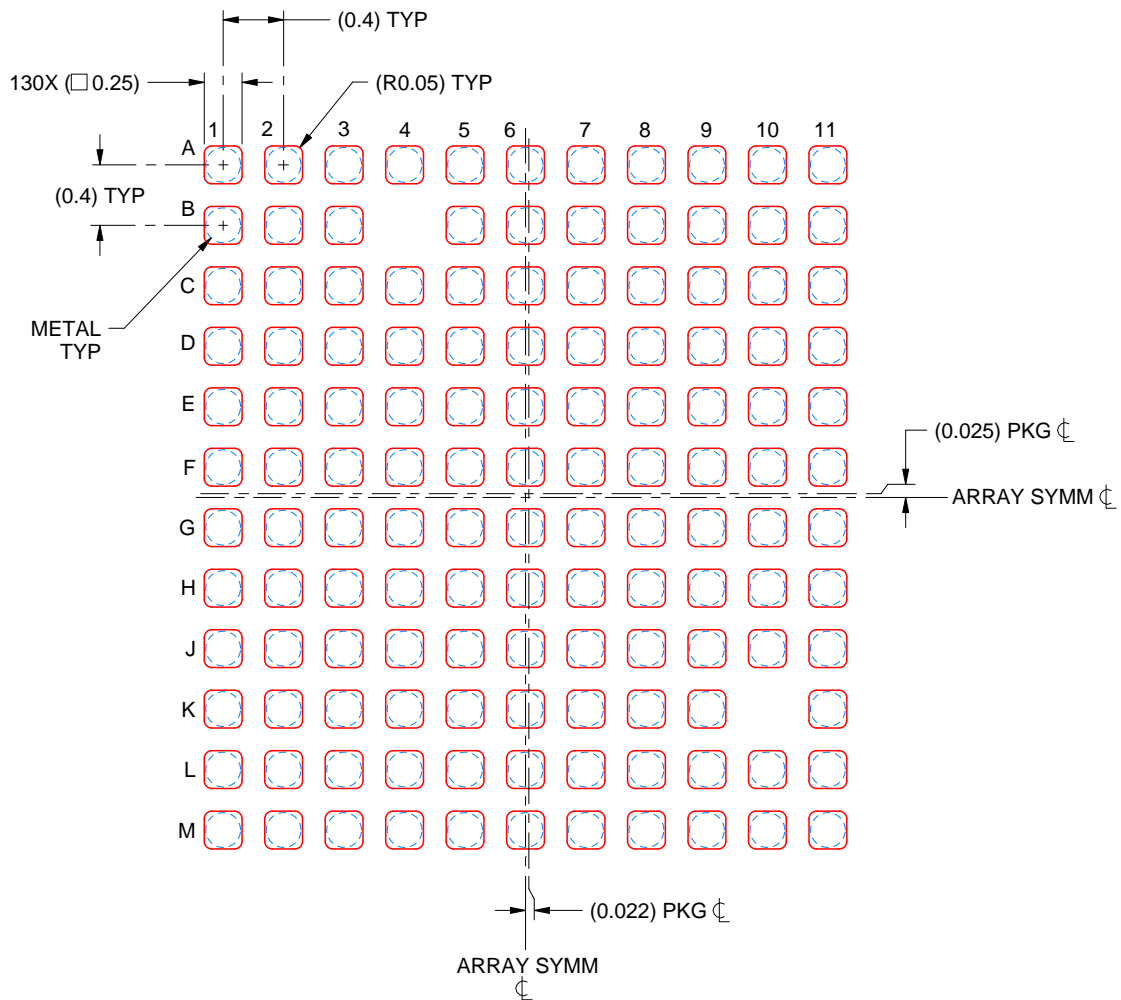 (0.4) TYP
130X (□ 0.25)
(R0.05) TYP
1 2 3 4 5 6 7 8 9 10 11
A
(0.4) TYP
B
C
METAL
TYP
D
E
(0.025) PKG ℄
F
ARRAY SYMM ℄
G
H
J
K
L
M
(0.022) PKG ℄
ARRAY SYMM
℄